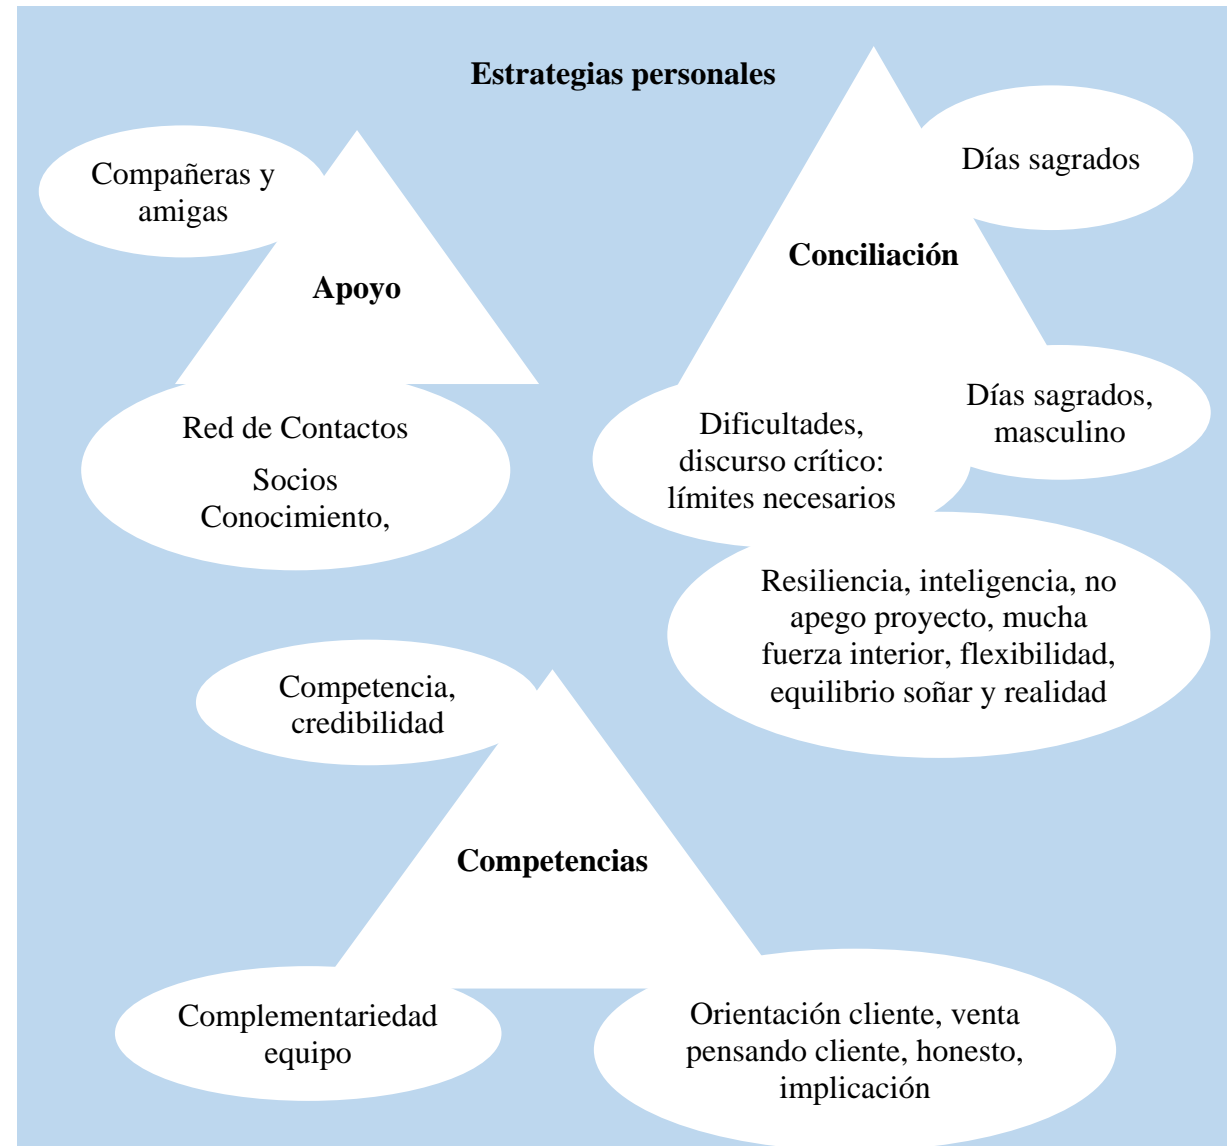 Estrategias personales
Compañeras y
amigas
Apoyo
Red de Contactos
Socios
Conocimiento,
Días sagrados
Conciliación
Días sagrados,
masculino
Dificultades,
discurso crítico:
límites necesarios
Resiliencia, inteligencia, no
apego proyecto, mucha
fuerza interior, flexibilidad,
equilibrio soñar y realidad
Competencia,
credibilidad
Competencias
Complementariedad
equipo
Orientación cliente, venta
pensando cliente, honesto,
implicación